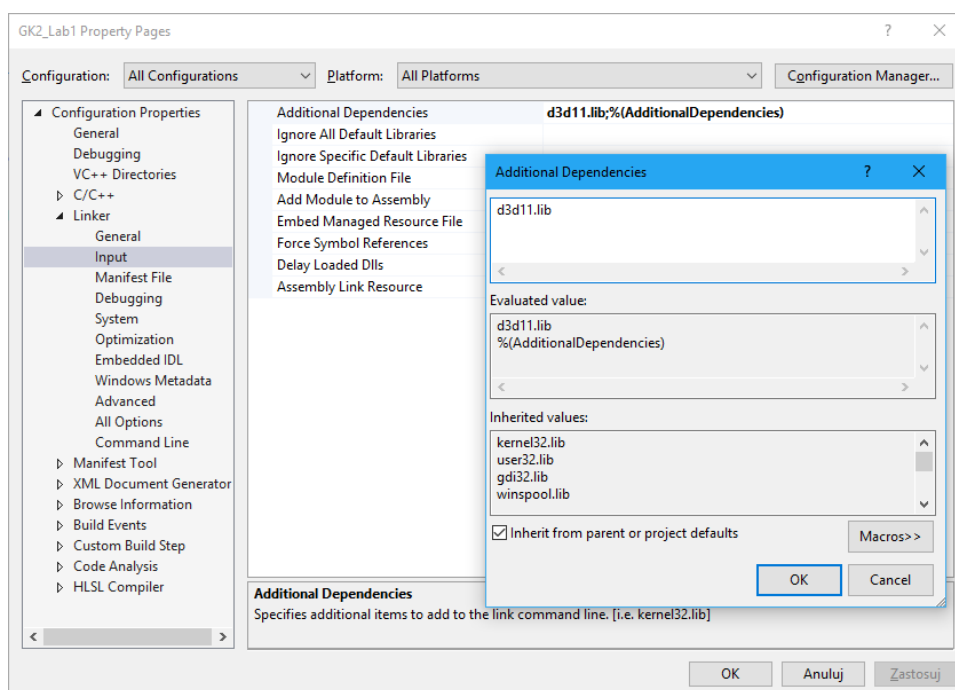 GK2_Lab1 Property Pages
Configuration: All Configurations Platform: All Platforms Configuration Manager...
Configuration Properties
General
Debugging
VC++ Directories
C/C++
Linker
General
Input
Manifest File
Debugging
System
Optimization
Embedded IDL
Windows Metadata
Advanced
All Options
Command Line
Manifest Tool
XML Document Generator
Browse Information
Build Events
Custom Build Step
Code Analysis
HLSL Compiler
Additional Dependencies d3d11.lib;%(AdditionalDependencies)
Ignore All Default Libraries
Ignore Specific Default Libraries
Module Definition File
Add Module to Assembly
Embed Managed Resource File
Force Symbol References
Delay Loaded Dlls
Assembly Link Resource
Additional Dependencies
d3d11.lib
Evaluated value:
d3d11.lib
%(AdditionalDependencies)
Inherited values:
kernel32.lib
user32.lib
gdi32.lib
winspool.lib
Inherit from parent or project defaults
Macros>>
OK Cancel
Additional Dependencies
Specifies additional items to add to the link command line. [i.e. kernel32.lib]
OK Anuluj Zastosuj